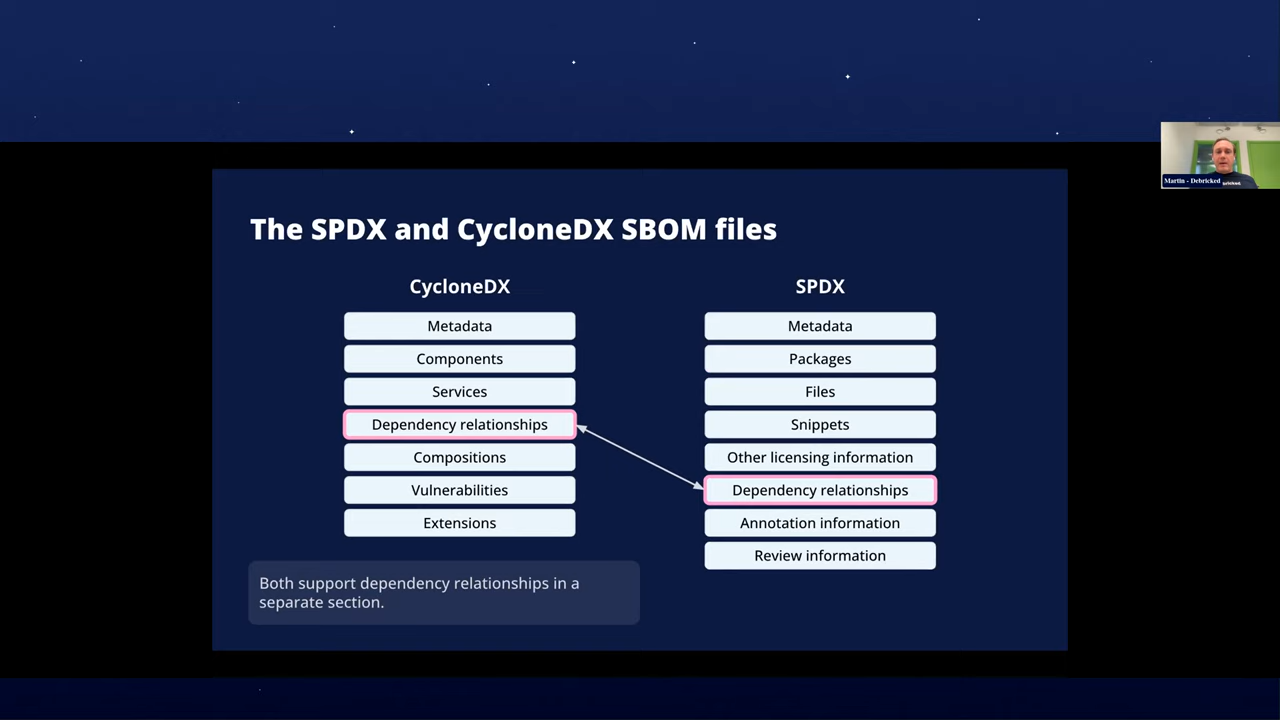 Martin - Debricked
The SPDX and CycloneDX SBOM files
CycloneDX
Metadata
Components
Services
Dependency relationships
Compositions
Vulnerabilities
Extensions
SPDX
Metadata
Packages
Files
Snippets
Other licensing information
Dependency relationships
Annotation information
Review information
Both support dependency relationships in a
separate section.